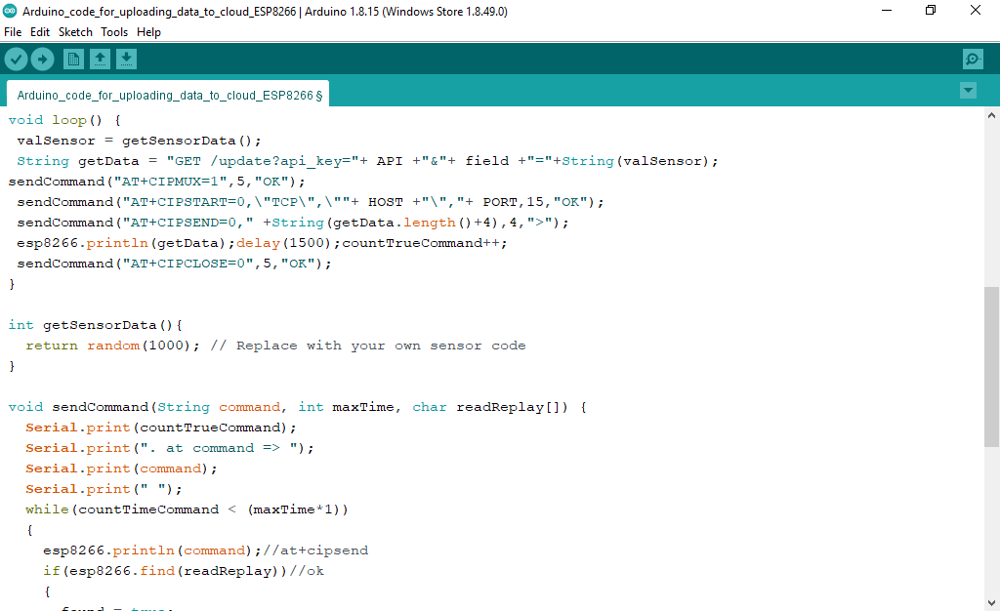 Arduino_code_for_uploading_data_to_cloud_ESP8266 | Arduino 1.8.15 (Windows Store 1.8.49.0)
File Edit Sketch Tools Help
Arduino_code_for_uploading_data_to_cloud_ESP8266 §
void loop() {
 valSensor = getSensorData();
 String getData = "GET /update?api_key="+ API +"&"+ field +"="+String(valSensor);
sendCommand("AT+CIPMUX=1",5,"OK");
 sendCommand("AT+CIPSTART=0,\"TCP\",\""+ HOST +"\","+ PORT,15,"OK");
 sendCommand("AT+CIPSEND=0," +String(getData.length()+4),4,">");
 esp8266.println(getData);delay(1500);countTrueCommand++;
 sendCommand("AT+CIPCLOSE=0",5,"OK");
}
int getSensorData(){
  return random(1000); // Replace with your own sensor code
}
void sendCommand(String command, int maxTime, char readReplay[]) {
  Serial.print(countTrueCommand);
  Serial.print(". at command => ");
  Serial.print(command);
  Serial.print(" ");
  while(countTimeCommand < (maxTime*1))
  {
    esp8266.println(command);//at+cipsend
    if(esp8266.find(readReplay))//ok
    {
      found = true;